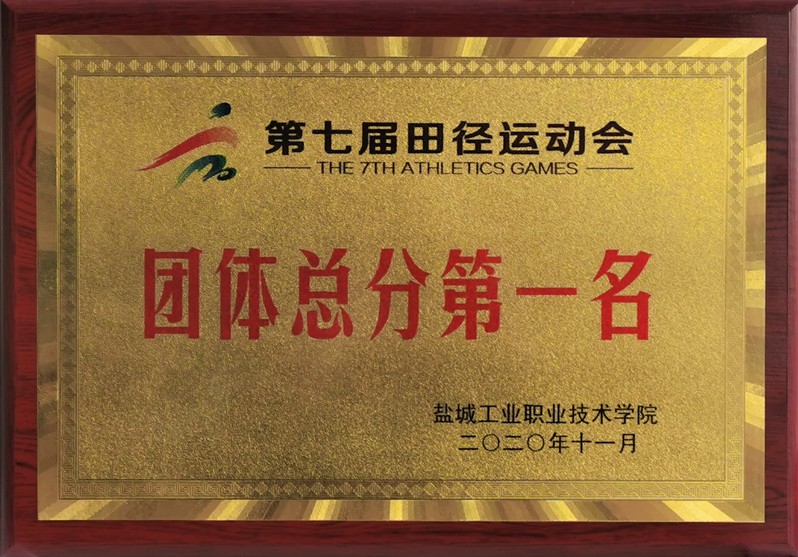 第七届田径运动会
THE 7TH ATHLETICS GAMES
团体总分第一名
盐城工业职业技术学院
二〇二〇年十一月